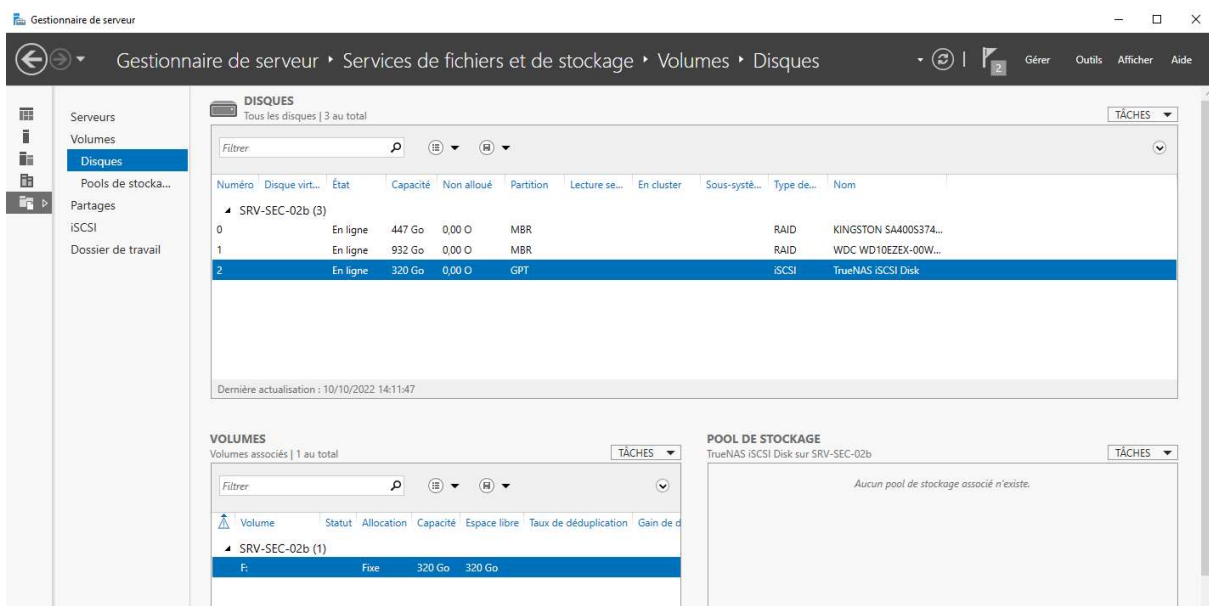 Gestionnaire de serveur
Gestionnaire de serveur ‣ Services de fichiers et de stockage ‣ Volumes ‣ Disques
2 Gérer Outils Afficher Aide
Serveurs
Volumes
Disques
Pools de stocka...
Partages
iSCSI
Dossier de travail
DISQUES
Tous les disques | 3 au total
TÂCHES
Filtrer
Numéro Disque virt... État Capacité Non alloué Partition Lecture se... En cluster Sous-systè... Type de... Nom
SRV-SEC-02b (3)
0 En ligne 447 Go 0,00 O MBR RAID KINGSTON SA400S374...
1 En ligne 932 Go 0,00 O MBR RAID WDC WD10EZEX-00W...
2 En ligne 320 Go 0,00 O GPT iSCSI TrueNAS iSCSI Disk
Dernière actualisation : 10/10/2022 14:11:47
VOLUMES
Volumes associés | 1 au total
TÂCHES
Filtrer
Volume Statut Allocation Capacité Espace libre Taux de déduplication Gain de d
SRV-SEC-02b (1)
F: Fixe 320 Go 320 Go
POOL DE STOCKAGE
TrueNAS iSCSI Disk sur SRV-SEC-02b
TÂCHES
Aucun pool de stockage associé n'existe.